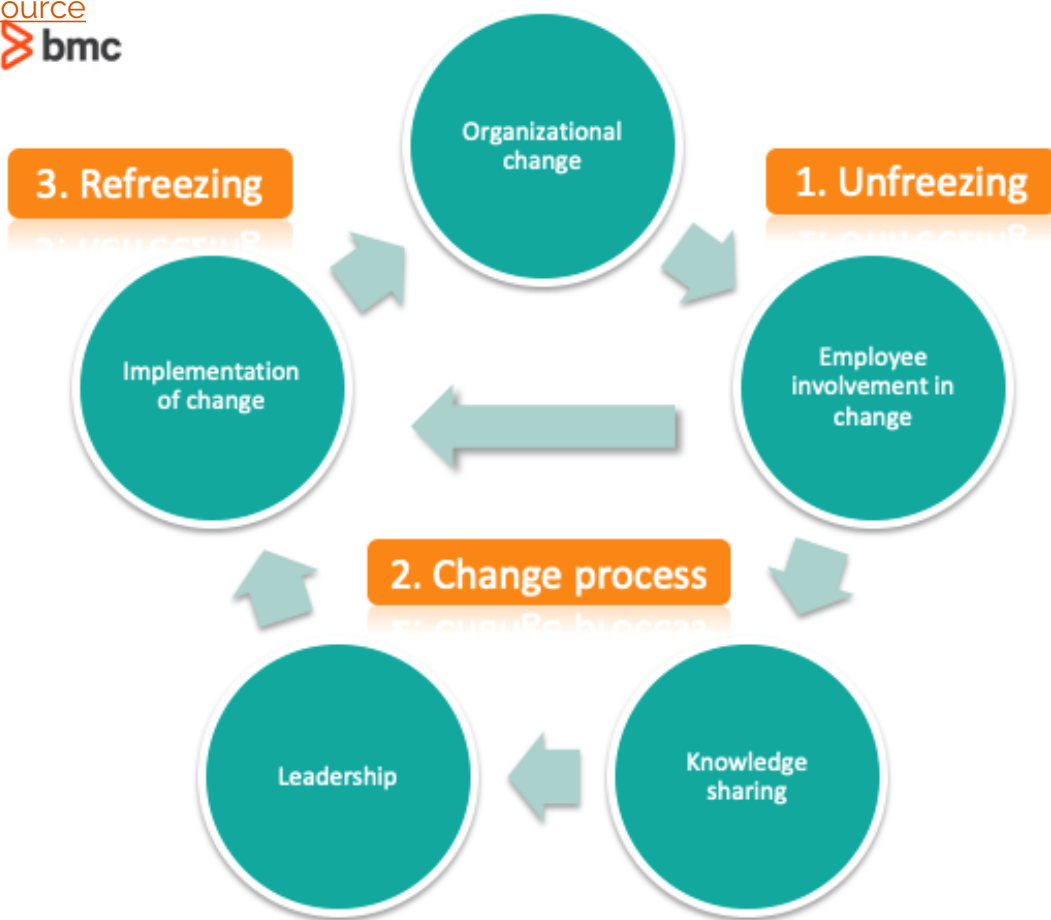 ource
bmc
Organizational
change
3. Refreezing
1. Unfreezing
Implementation
of change
Employee
involvement in
change
2. Change process
Leadership
Knowledge
sharing